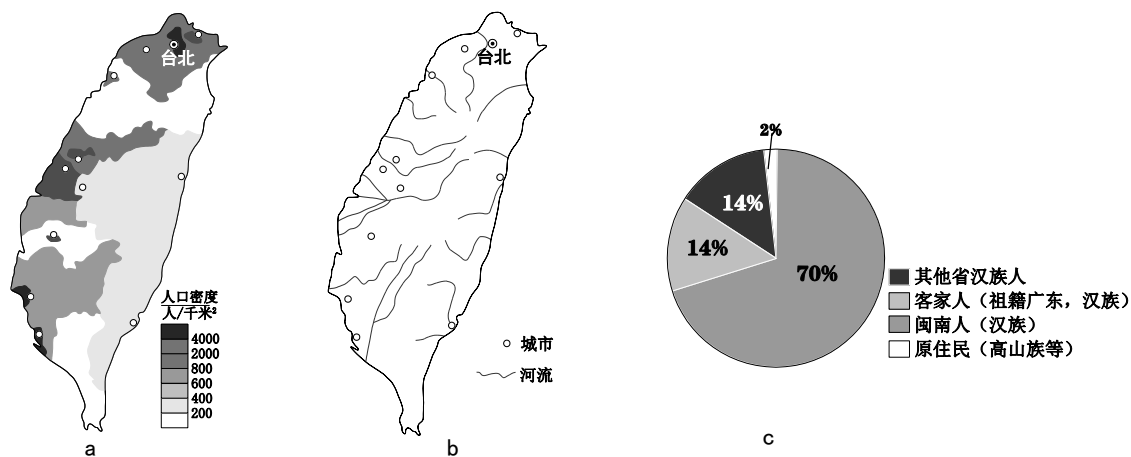 台北
人口密度
人/千米²
4000
2000
800
600
400
200
a
台北
城市
河流
b
2%
14%
14%
70%
其他省汉族人
客家人（祖籍广东，汉族）
闽南人（汉族）
原住民（高山族等）
c